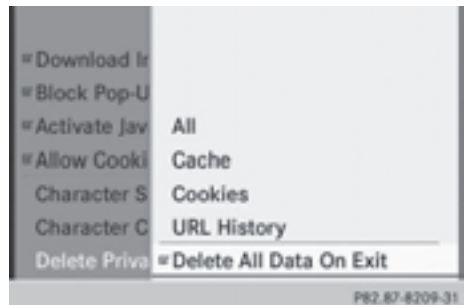 Download Ir
Block Pop-U
Activate Jav
Allow Cooki
Character S
Character C
Delete Priva
All
Cache
Cookies
URL History
Delete All Data On Exit
P82.87-8209-31